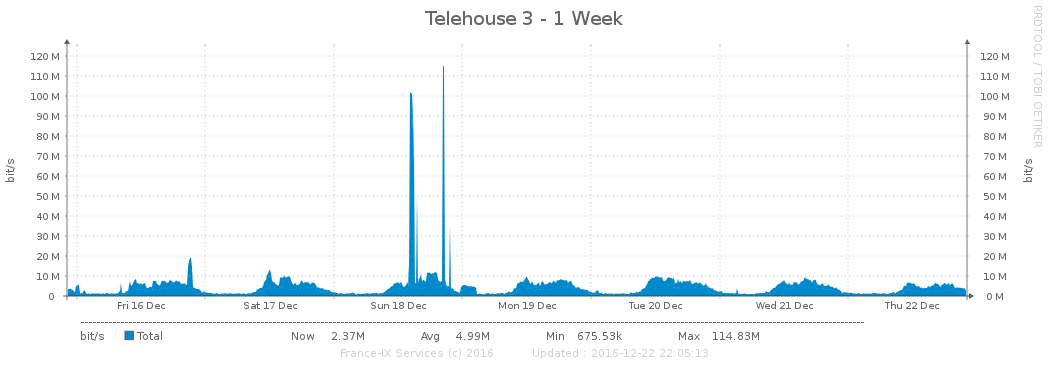 Telehouse 3 - 1 Week
RRDTOOL / TOBI OETIKER
bit/s
120 M 120 M
110 M 110 M
100 M 100 M
90 M 90 M
80 M 80 M
70 M 70 M
60 M 60 M
50 M 50 M
40 M 40 M
30 M 30 M
20 M 20 M
10 M 10 M
0 0 M
bit/s
Fri 16 Dec Sat 17 Dec Sun 18 Dec Mon 19 Dec Tue 20 Dec Wed 21 Dec Thu 22 Dec
bit/s Total Now 2.37M Avg 4.99M Min 675.53k Max 114.83M
France-IX Services (c) 2016 Updated : 2016-12-22 22:05:13